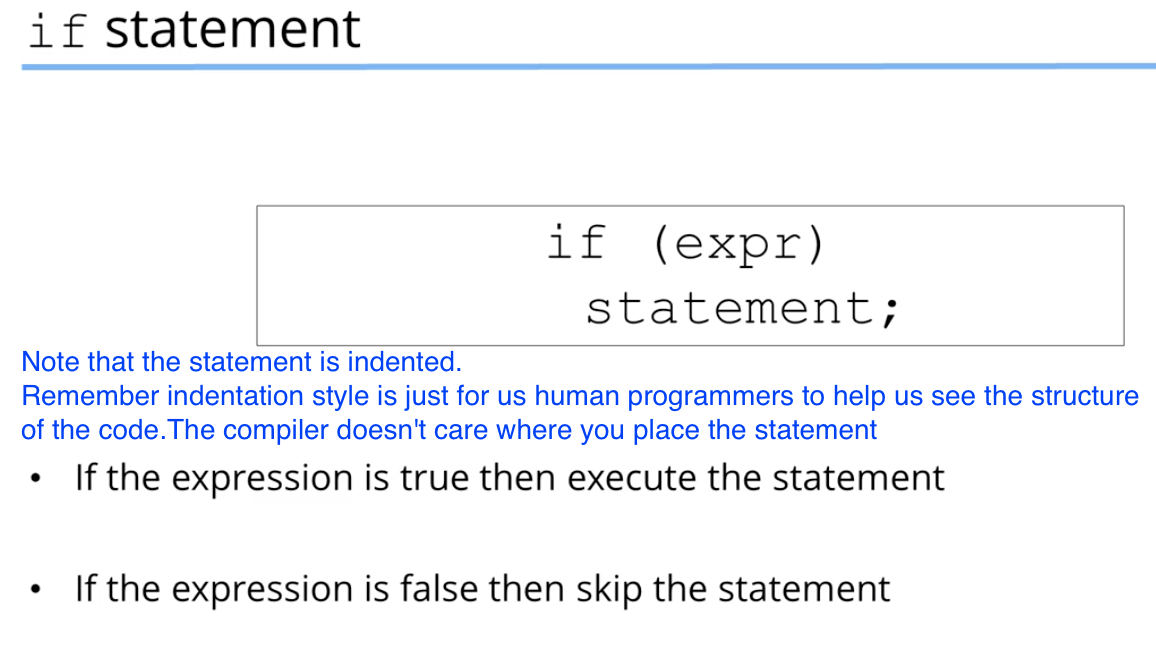 if statement
if (expr)
statement;
Note that the statement is indented.
Remember indentation style is just for us human programmers to help us see the structure
of the code.The compiler doesn't care where you place the statement
• If the expression is true then execute the statement
• If the expression is false then skip the statement